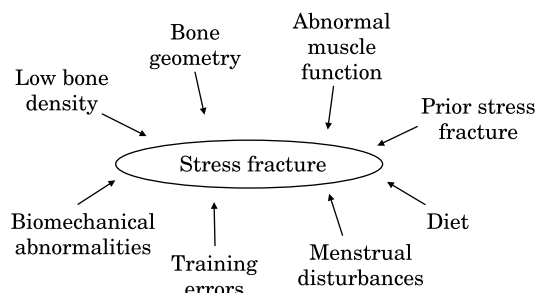 Bone
geometry
Abnormal
muscle
function
Low bone
density
Prior stress
fracture
Stress fracture
Biomechanical
abnormalities
Training
errors
Menstrual
disturbances
Diet